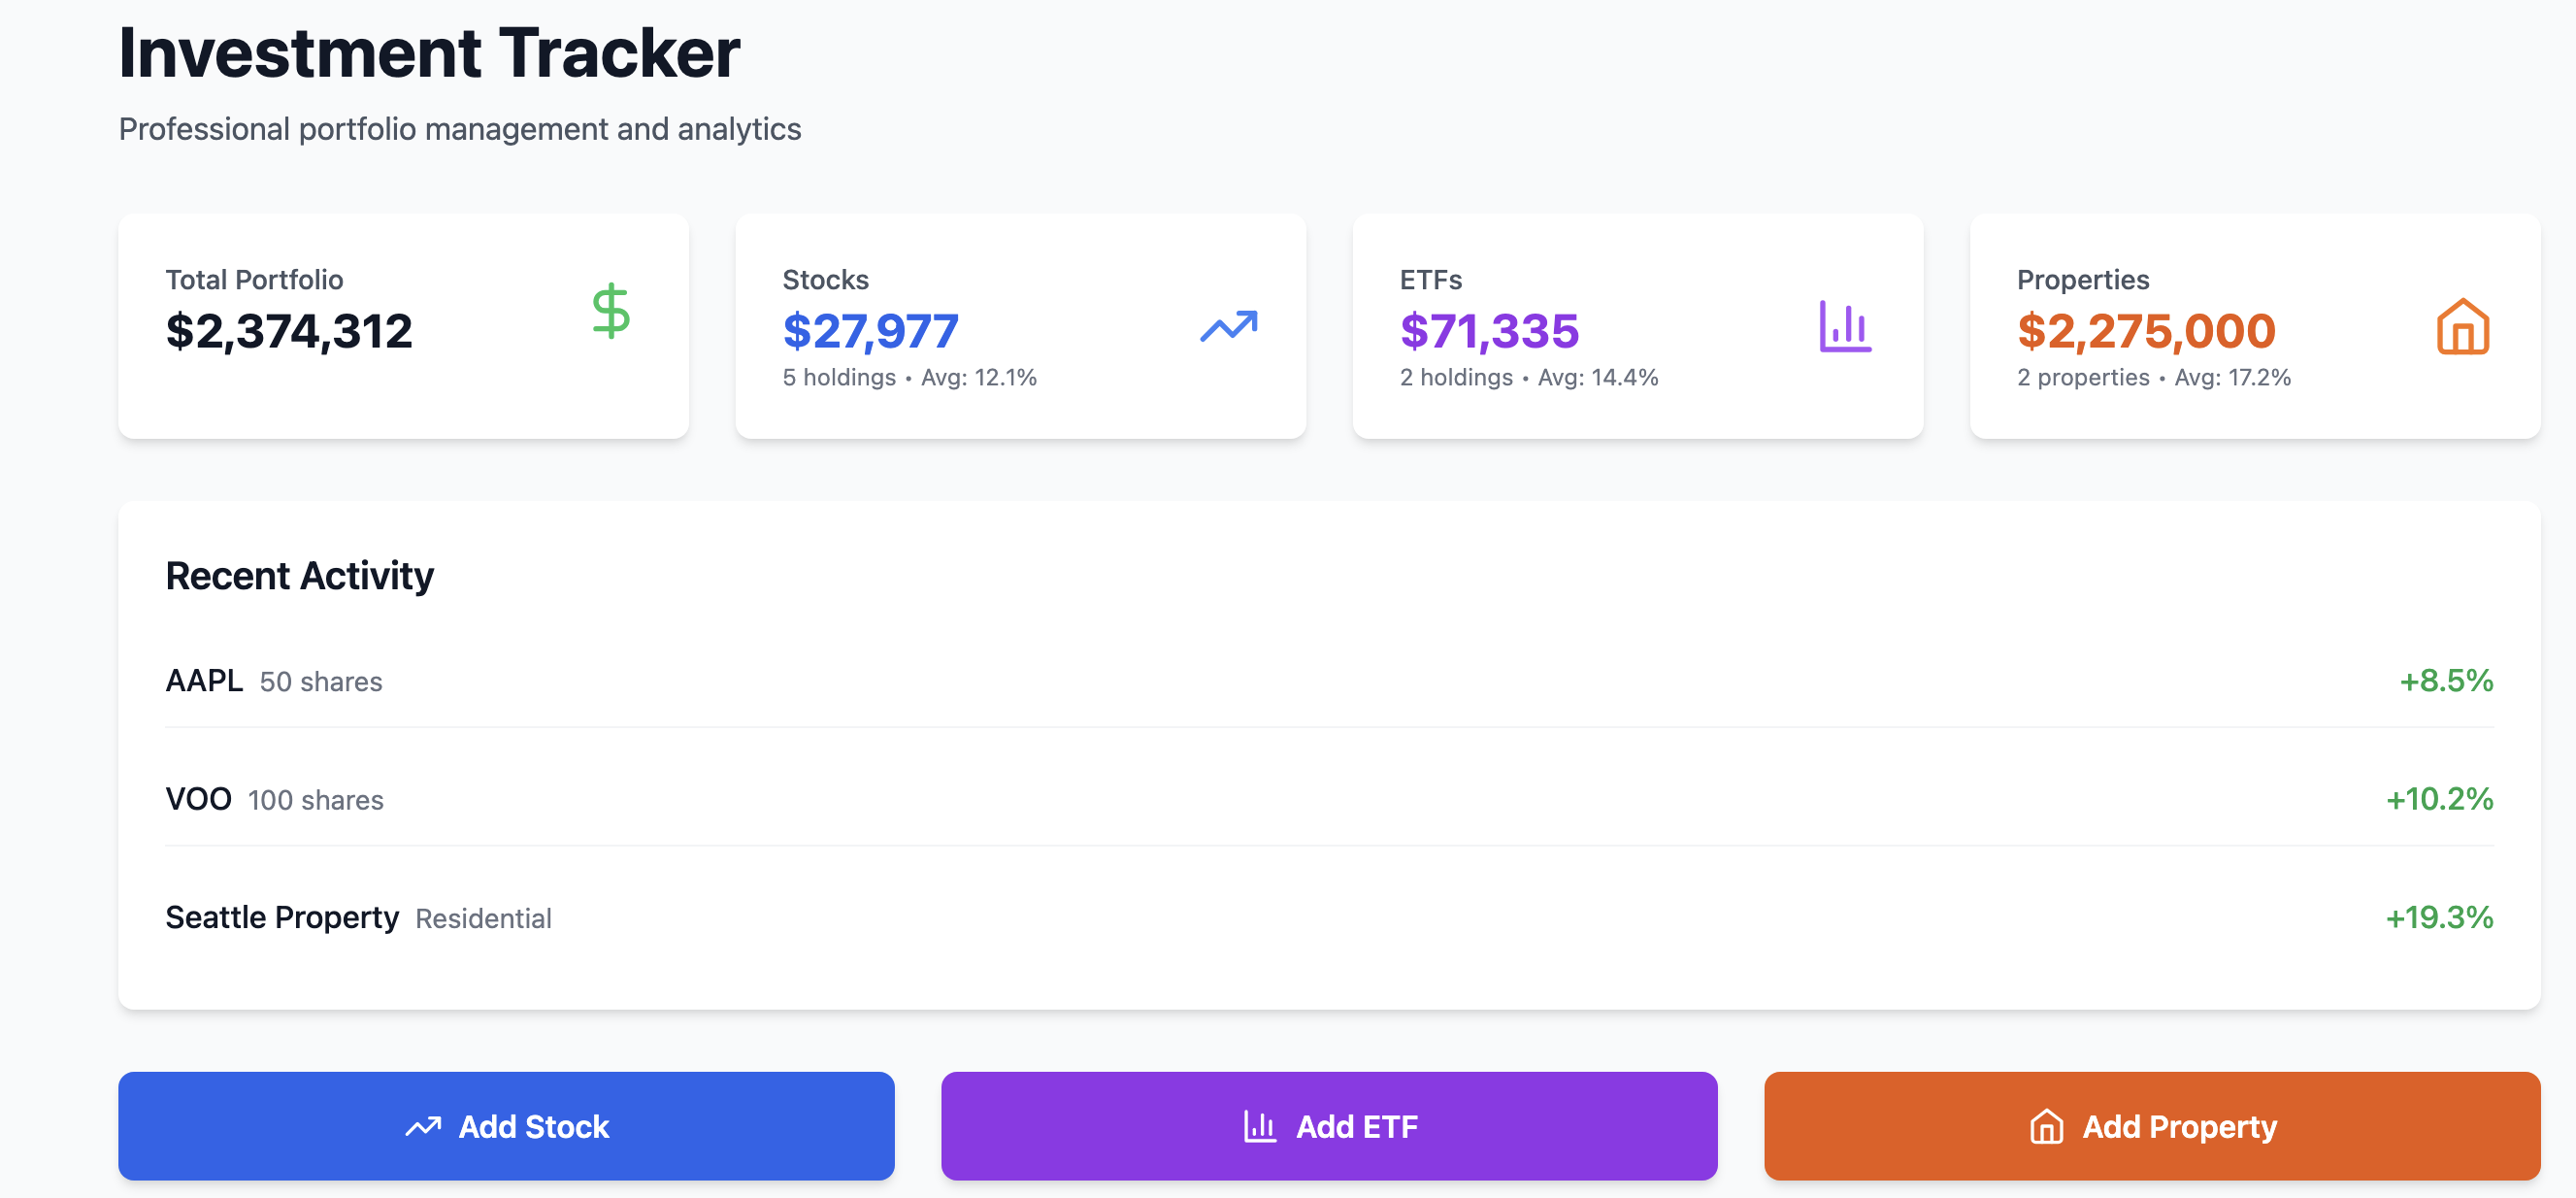 Investment Tracker
Professional portfolio management and analytics
Total Portfolio
$2,374,312
Stocks
$27,977
5 holdings • Avg: 12.1%
ETFs
$71,335
2 holdings • Avg: 14.4%
Properties
$2,275,000
2 properties • Avg: 17.2%
Recent Activity
AAPL 50 shares +8.5%
VOO 100 shares +10.2%
Seattle Property Residential +19.3%
Add Stock
Add ETF
Add Property